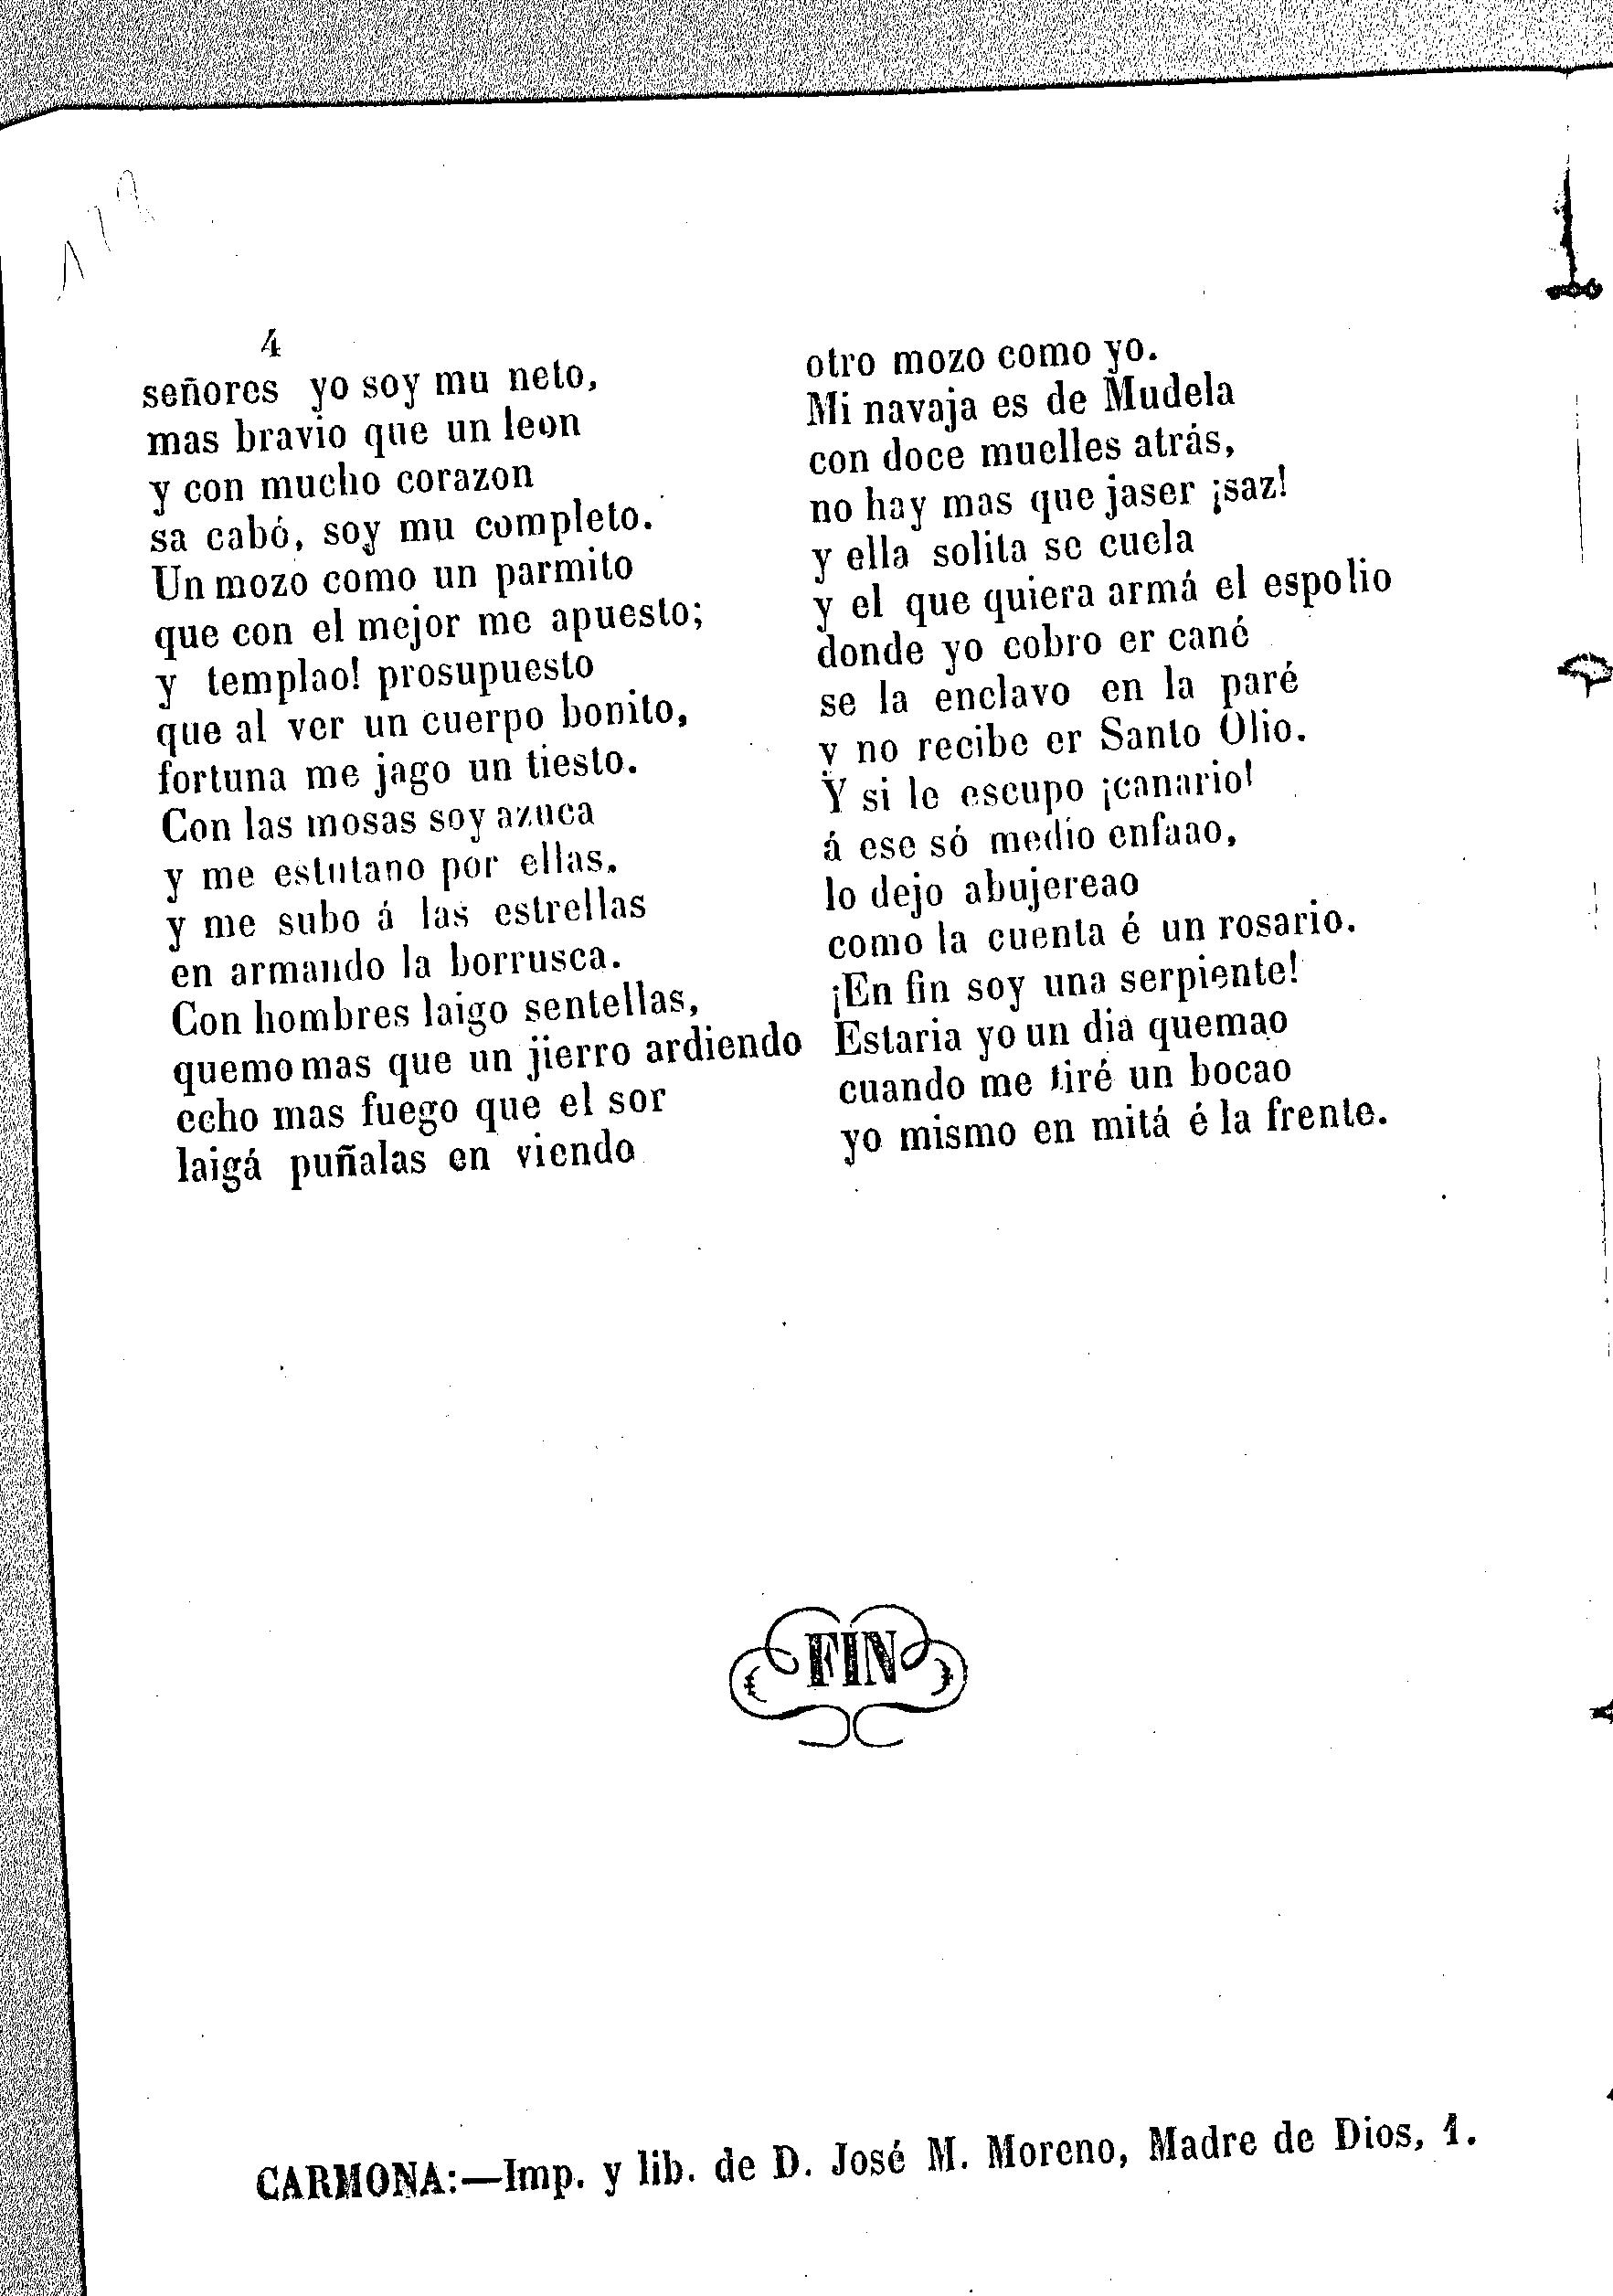 4
señores yo soy mu neto,
mas bravio que un leon
y con mucho corazon
sa cabó, soy mu completo.
Un mozo como un parmito
que con el mejor me apuesto;
y templao! prosupuesto
que al ver un cuerpo bonito,
fortuna me jago un tiesto.
Con las mosas soy azuca
y me estutano por ellas.
y me subo á las estrellas
en armando la borrusca.
Con hombres laigo sentellas,
quemo mas que un jierro ardiendo
echo mas fuego que el sor
laigá puñalas en viendo
otro mozo como yo.
Mi navaja es de Mudela
con doce muelles atrás,
no hay mas que jaser ¡saz!
y ella solita se cuela
y el que quiera armá el espolio
donde yo cobro er cané
se la enclavo en la paré
y no recibe er Santo Olio.
Y si le escupo ¡canario!
á ese só medio enfaao,
lo dejo abujereao
como la cuenta é un rosario.
¡En fin soy una serpiente!
Estaria yo un dia quemao
cuando me tiré un bocao
yo mismo en mitá é la frente.
FIN
CARMONA:—Imp. y lib. de D. José M. Moreno, Madre de Dios, 1.